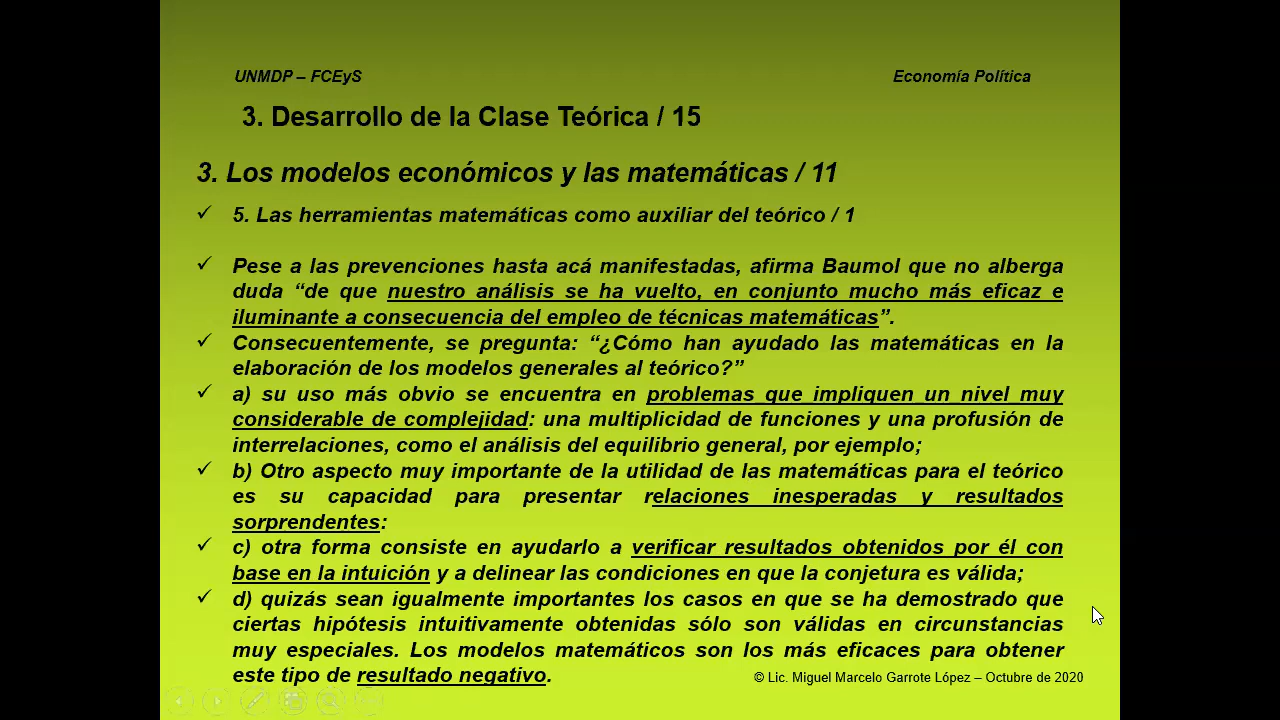 UNMDP – FCEyS Economía Política
3. Desarrollo de la Clase Teórica / 15
3. Los modelos económicos y las matemáticas / 11
✓ 5. Las herramientas matemáticas como auxiliar del teórico / 1
✓ Pese a las prevenciones hasta acá manifestadas, afirma Baumol que no alberga
duda “de que nuestro análisis se ha vuelto, en conjunto mucho más eficaz e
iluminante a consecuencia del empleo de técnicas matemáticas”.
✓ Consecuentemente, se pregunta: “¿Cómo han ayudado las matemáticas en la
elaboración de los modelos generales al teórico?”
✓ a) su uso más obvio se encuentra en problemas que impliquen un nivel muy
considerable de complejidad: una multiplicidad de funciones y una profusión de
interrelaciones, como el análisis del equilibrio general, por ejemplo;
✓ b) Otro aspecto muy importante de la utilidad de las matemáticas para el teórico
es su capacidad para presentar relaciones inesperadas y resultados
sorprendentes:
✓ c) otra forma consiste en ayudarlo a verificar resultados obtenidos por él con
base en la intuición y a delinear las condiciones en que la conjetura es válida;
✓ d) quizás sean igualmente importantes los casos en que se ha demostrado que
ciertas hipótesis intuitivamente obtenidas sólo son válidas en circunstancias
muy especiales. Los modelos matemáticos son los más eficaces para obtener
este tipo de resultado negativo.
© Lic. Miguel Marcelo Garrote López – Octubre de 2020